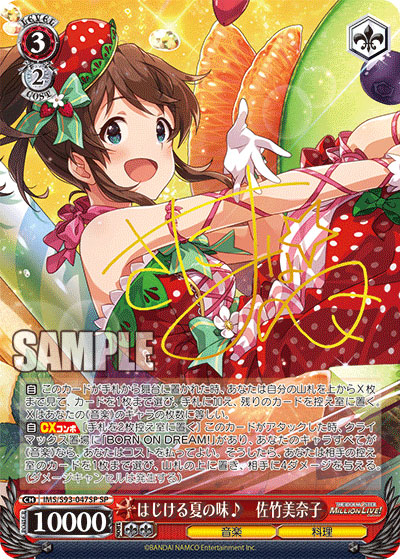 LEVEL
3
2
COST
SAMPLE
自 このカードが手札から舞台に置かれた時、あなたは自分の山札を上からX枚
まで見て、カードを1枚まで選び、手札に加え、残りのカードを控え室に置く。
Xはあなたの《音楽》のキャラの枚数に等しい。
自 CXコンボ [手札を2枚控え室に置く] このカードがアタックした時、クライ
マックス置場に「BORN ON DREAM!」があり、あなたのキャラすべてが
《音楽》なら、あなたはコストを払ってよい。そうしたら、あなたは相手の控え
室のカードを1枚まで選び、山札の上に置き、相手に4ダメージを与える。
(ダメージキャンセルは発生する)
CH IMS/S93-047SP SP
10000
はじける夏の味♪ 佐竹美奈子
音楽
料理
THE IDOLM@STER
MILLION LIVE!
©BANDAI NAMCO Entertainment Inc.